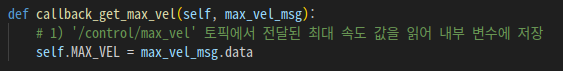 def callback_get_max_vel(self, max_vel_msg):
# 1) '/control/max_vel' 토픽에서 전달된 최대 속도 값을 읽어 내부 변수에 저장
self.MAX_VEL = max_vel_msg.data